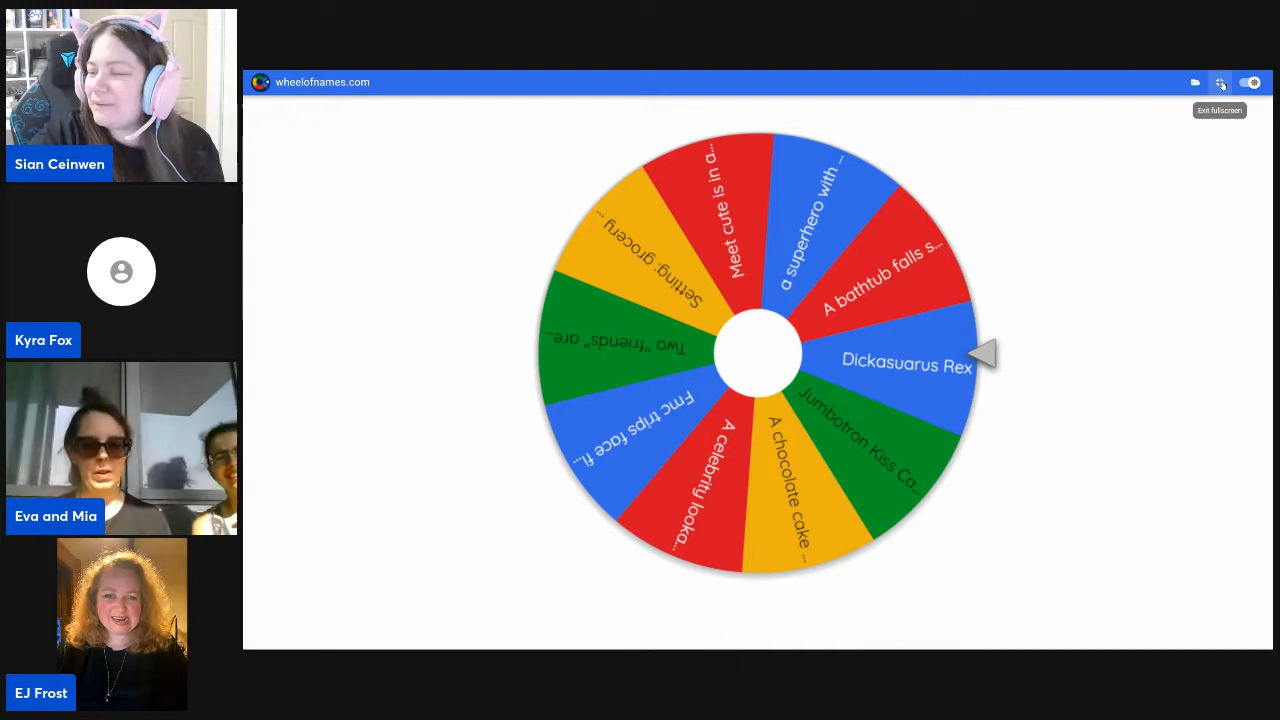 Sian Ceinwen
Kyra Fox
Eva and Mia
EJ Frost
wheelofnames.com
Exit fullscreen
Meet cute is in a...
a superhero with ...
A bathtub falls s...
Dickasuarus Rex
Jumbotron Kiss Ca...
A chocolate cake ...
A celebrity looka...
Fmc trips face fi...
Two "friends" are...
Setting: grocery ...